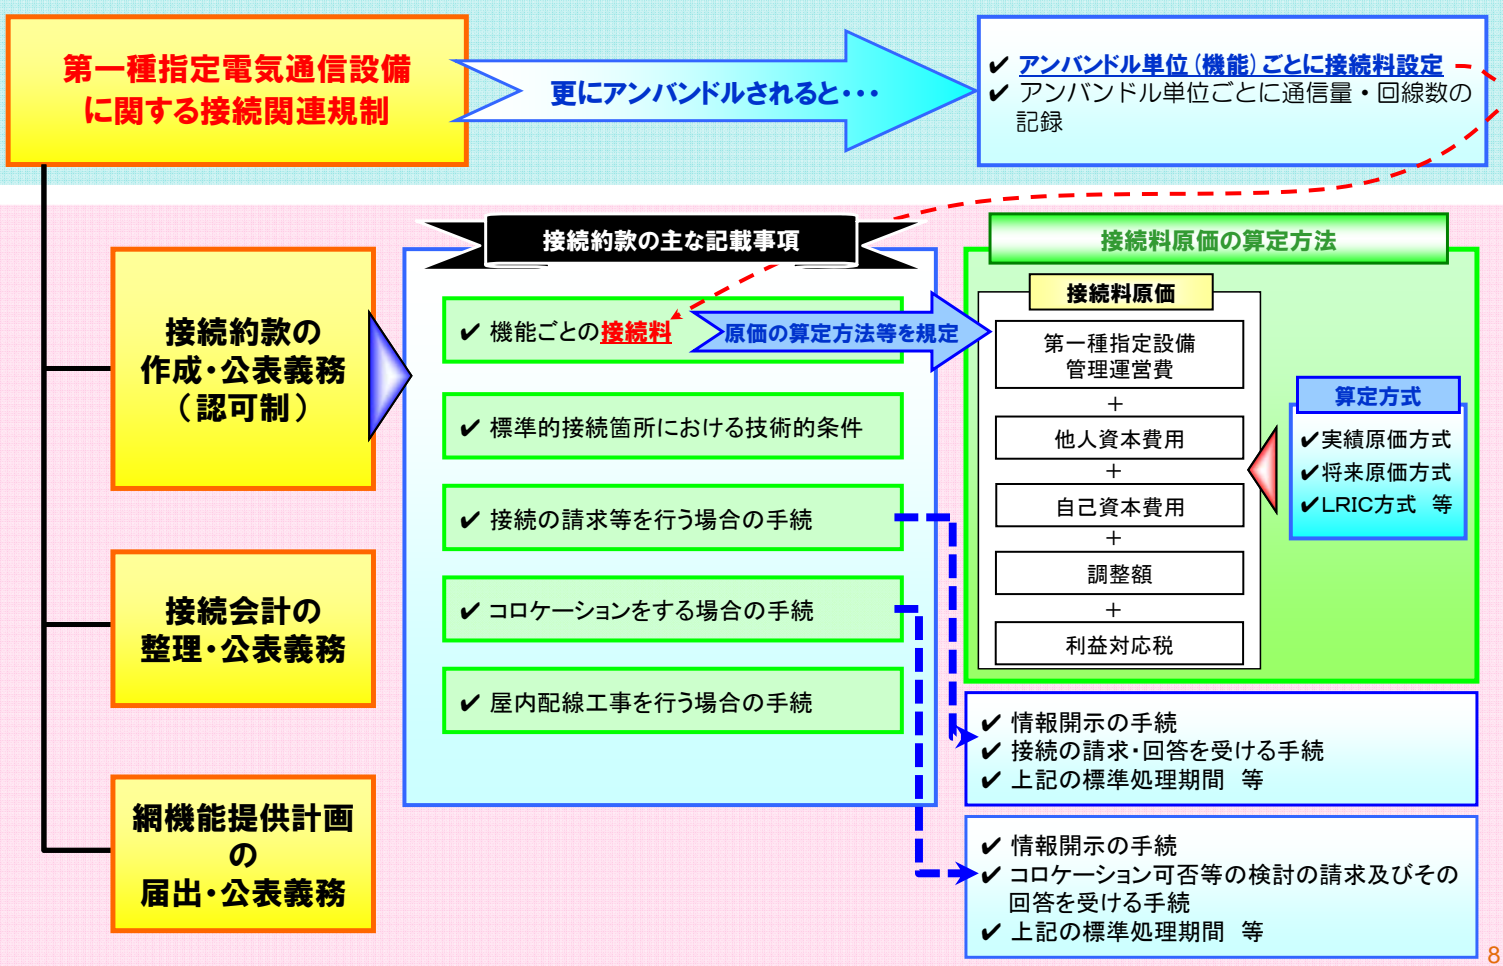 第一種指定電気通信設備
に関する接続関連規制
更にアンバンドルされると・・・
✔ アンバンドル単位(機能)ごとに接続料設定
✔ アンバンドル単位ごとに通信量・回線数の
記録
接続約款の
作成・公表義務
（認可制）
接続会計の
整理・公表義務
網機能提供計画
の
届出・公表義務
接続約款の主な記載事項
✔ 機能ごとの接続料
原価の算定方法等を規定
✔ 標準的接続箇所における技術的条件
✔ 接続の請求等を行う場合の手続
✔ コロケーションをする場合の手続
✔ 屋内配線工事を行う場合の手続
接続料原価の算定方法
接続料原価
第一種指定設備
管理運営費
＋
他人資本費用
＋
自己資本費用
＋
調整額
＋
利益対応税
算定方式
✔実績原価方式
✔将来原価方式
✔LRIC方式　等
✔ 情報開示の手続
✔ 接続の請求・回答を受ける手続
✔ 上記の標準処理期間　等
✔ 情報開示の手続
✔ コロケーション可否等の検討の請求及びその
回答を受ける手続
✔ 上記の標準処理期間　等
8